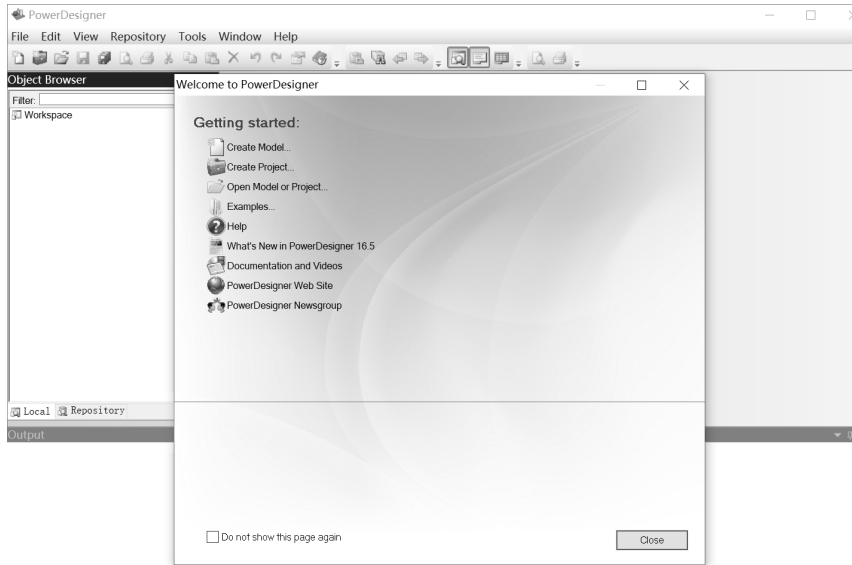 PowerDesigner
File Edit View Repository Tools Window Help
Object Browser
Filter:
Workspace
Local Repository
Output
Welcome to PowerDesigner
Getting started:
Create Model...
Create Project...
Open Model or Project...
Examples...
Help
What's New in PowerDesigner 16.5
Documentation and Videos
PowerDesigner Web Site
PowerDesigner Newsgroup
Do not show this page again
Close